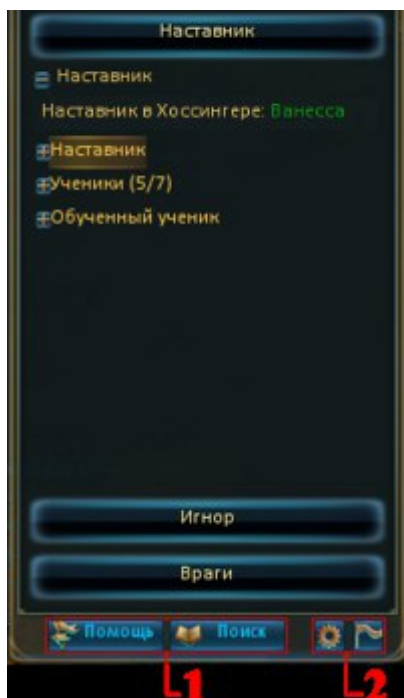 Наставник
Наставник
Наставник в Хоссингере: Ванесса
Наставник
Ученики (5/7)
Обученный ученик
Игнор
Враги
Помощь Поиск
1 2